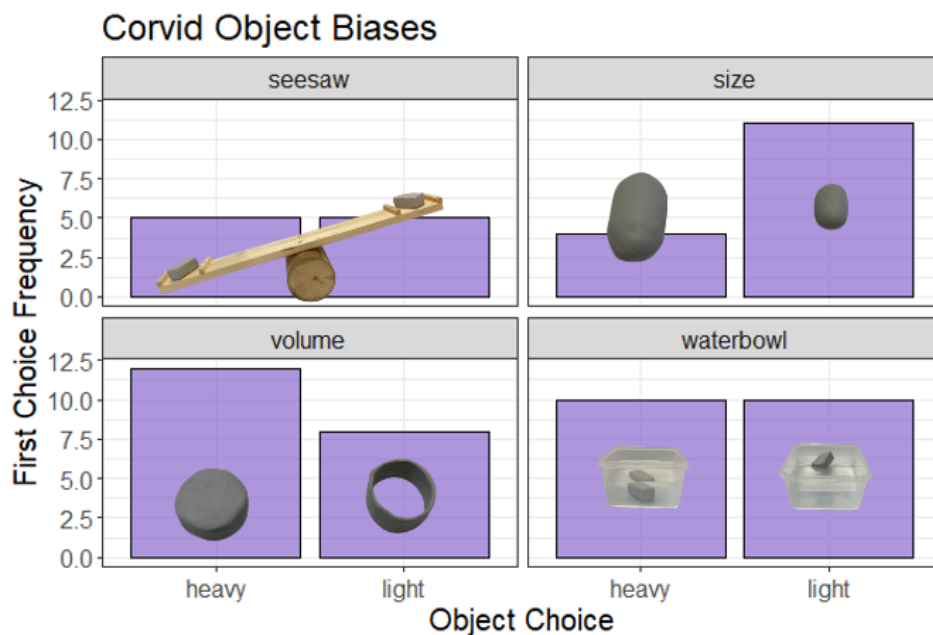 Corvid Object Biases
seesaw
size
12.5
10.0
7.5
5.0
2.5
0.0
volume
waterbowl
12.5
10.0
7.5
5.0
2.5
0.0
First Choice Frequency
heavy
light
heavy
light
Object Choice